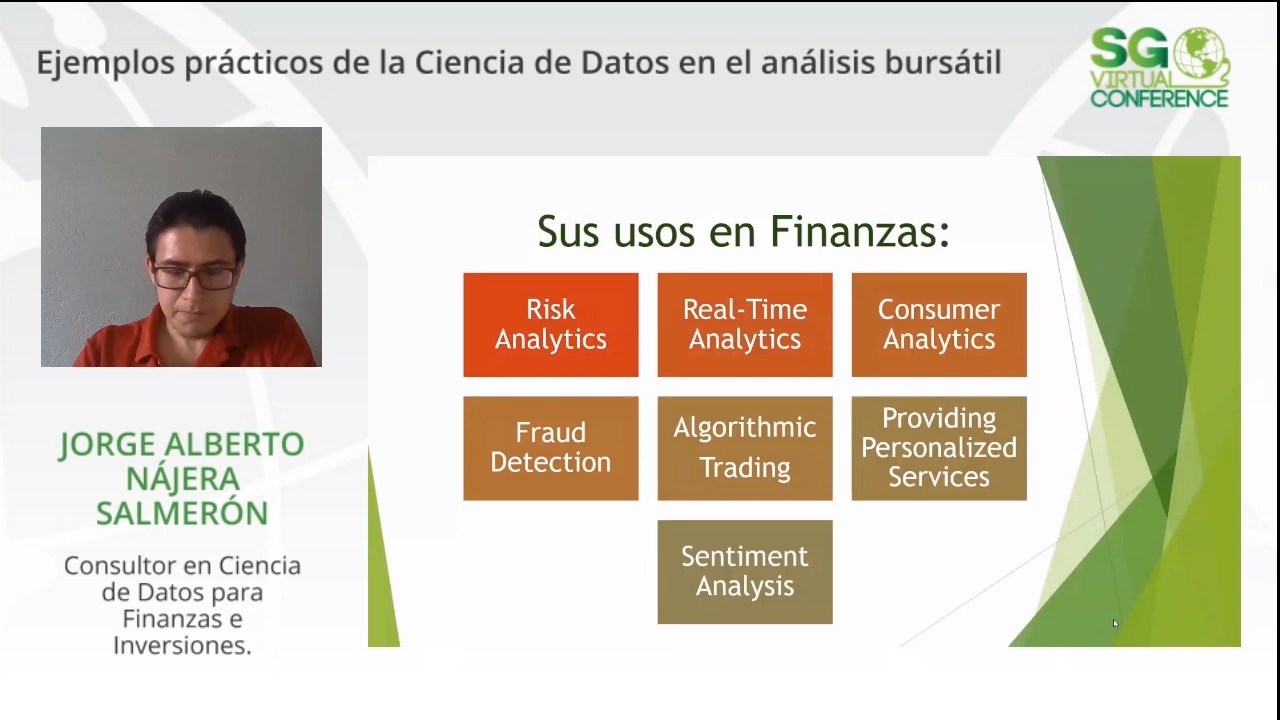 Ejemplos prácticos de la Ciencia de Datos en el análisis bursátil
SG
VIRTUAL
CONFERENCE
Sus usos en Finanzas:
Risk
Analytics
Real-Time
Analytics
Consumer
Analytics
Fraud
Detection
Algorithmic
Trading
Providing
Personalized
Services
Sentiment
Analysis
JORGE ALBERTO
NÁJERA
SALMERÓN
Consultor en Ciencia
de Datos para
Finanzas e
Inversiones.